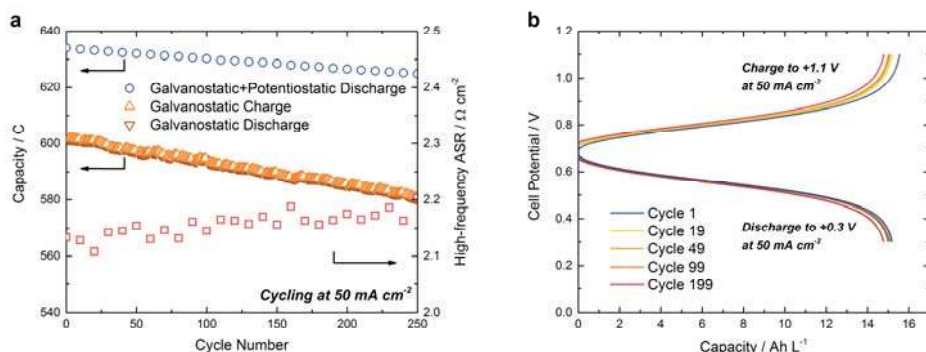 a
640
620
600
580
560
540
Capacity / C
0
50
100
150
200
250
Cycle Number
2.5
2.4
2.3
2.2
2.1
2.0
High-frequency ASR / Ω cm⁻²
Galvanostatic+Potentiostatic Discharge
Galvanostatic Charge
Galvanostatic Discharge
Cycling at 50 mA cm⁻²
b
1.2
1.0
0.8
0.6
0.4
0.2
0.0
Cell Potential / V
0
2
4
6
8
10
12
14
16
Capacity / Ah L⁻¹
Charge to +1.1 V
at 50 mA cm⁻²
Cycle 1
Cycle 19
Cycle 49
Cycle 99
Cycle 199
Discharge to +0.3 V
at 50 mA cm⁻²